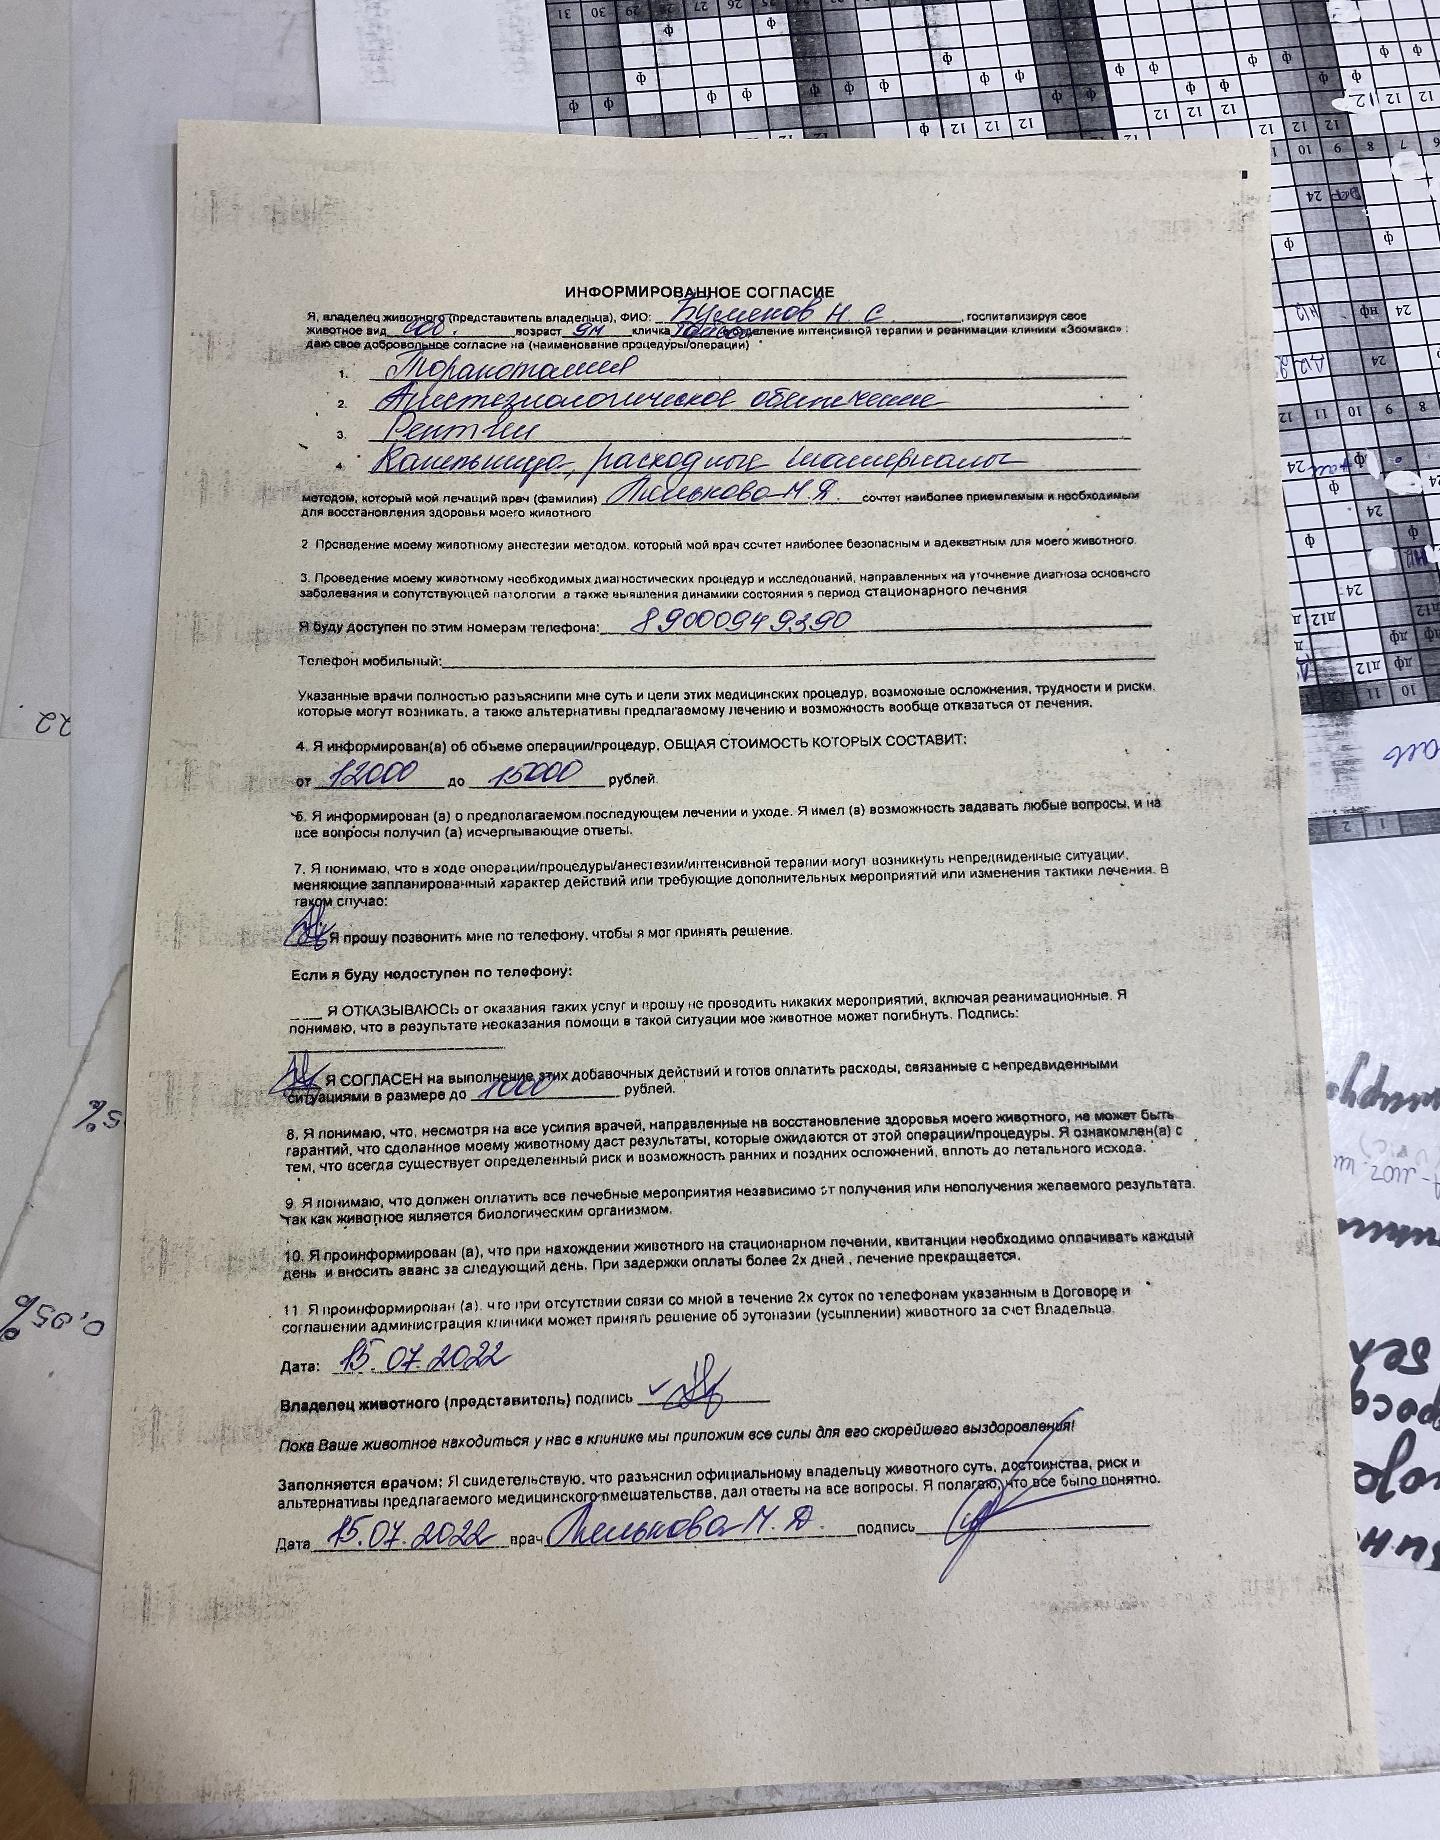 ИНФОРМИРОВАННОЕ СОГЛАСИЕ
Я, владелец животного (представитель владельца), ФИО: Н С , госпитализируя свое
животное вид соб. возраст 9м кличка отделение интенсивной терапии и реанимации клиники «Зоомакс» :
даю свое добровольное согласие на (наименование процедуры/операции)
1. Торакотомия
2. Анестезиологическое обеспечение
3. Рентген
4. Капельница, расходные материалы
методом, который мой лечащий врач (фамилия) М.Д. сочтет наиболее приемлемым и необходимым
для восстановления здоровья моего животного
2 Проведение моему животному анестезии методом, который мой врач сочтет наиболее безопасным и адекватным для моего животного.
3. Проведение моему животному необходимых диагностических процедур и исследований, направленных на уточнение диагноза основного
заболевания и сопутствующей патологии а также выявления динамики состояния в период стационарного лечения
Я буду доступен по этим номерам телефона: 89000949390
Телефон мобильный:
Указанные врачи полностью разъяснили мне суть и цели этих медицинских процедур, возможные осложнения, трудности и риски,
которые могут возникать, а также альтернативы предлагаемому лечению и возможность вообще отказаться от лечения.
4. Я информирован(а) об объеме операции/процедур, ОБЩАЯ СТОИМОСТЬ КОТОРЫХ СОСТАВИТ:
от 12000 до 15000 рублей.
6. Я информирован (а) о предполагаемом последующем лечении и уходе. Я имел (а) возможность задавать любые вопросы, и на
все вопросы получил (а) исчерпывающие ответы.
7. Я понимаю, что в ходе операции/процедуры/анестезии/интенсивной терапии могут возникнуть непредвиденные ситуации,
меняющие запланированный характер действий или требующие дополнительных мероприятий или изменения тактики лечения. В
таком случае:
Я прошу позвонить мне по телефону, чтобы я мог принять решение.
Если я буду недоступен по телефону:
____ Я ОТКАЗЫВАЮСЬ от оказания таких услуг и прошу не проводить никаких мероприятий, включая реанимационные. Я
понимаю, что в результате неоказания помощи в такой ситуации мое животное может погибнуть. Подпись:
Я СОГЛАСЕН на выполнение этих добавочных действий и готов оплатить расходы, связанные с непредвиденными
ситуациями в размере до 1000 рублей.
8. Я понимаю, что, несмотря на все усилия врачей, направленные на восстановление здоровья моего животного, не может быть
гарантий, что сделанное моему животному даст результаты, которые ожидаются от этой операции/процедуры. Я ознакомлен(а) с
тем, что всегда существует определенный риск и возможность ранних и поздних осложнений, вплоть до летального исхода.
9. Я понимаю, что должен оплатить все лечебные мероприятия независимо от получения или неполучения желаемого результата.
так как животное является биологическим организмом.
10. Я проинформирован (а), что при нахождении животного на стационарном лечении, квитанции необходимо оплачивать каждый
день и вносить аванс за следующий день. При задержки оплаты более 2х дней , лечение прекращается.
11. Я проинформирован (а). что при отсутствии связи со мной в течение 2х суток по телефонам указанным в Договоре и
соглашении администрация клиники может принять решение об эутоназии (усыплении) животного за счет Владельца.
Дата: 15.07.2022
Владелец животного (представитель) подпись
Пока Ваше животное находиться у нас в клинике мы приложим все силы для его скорейшего выздоровления!
Заполняется врачом: Я свидетельствую, что разъяснил официальному владельцу животного суть, достоинства, риск и
альтернативы предлагаемого медицинского вмешательства, дал ответы на все вопросы. Я полагаю, что все было понятно.
Дата 15.07.2022 врач М.Д. подпись
0,05%
5%